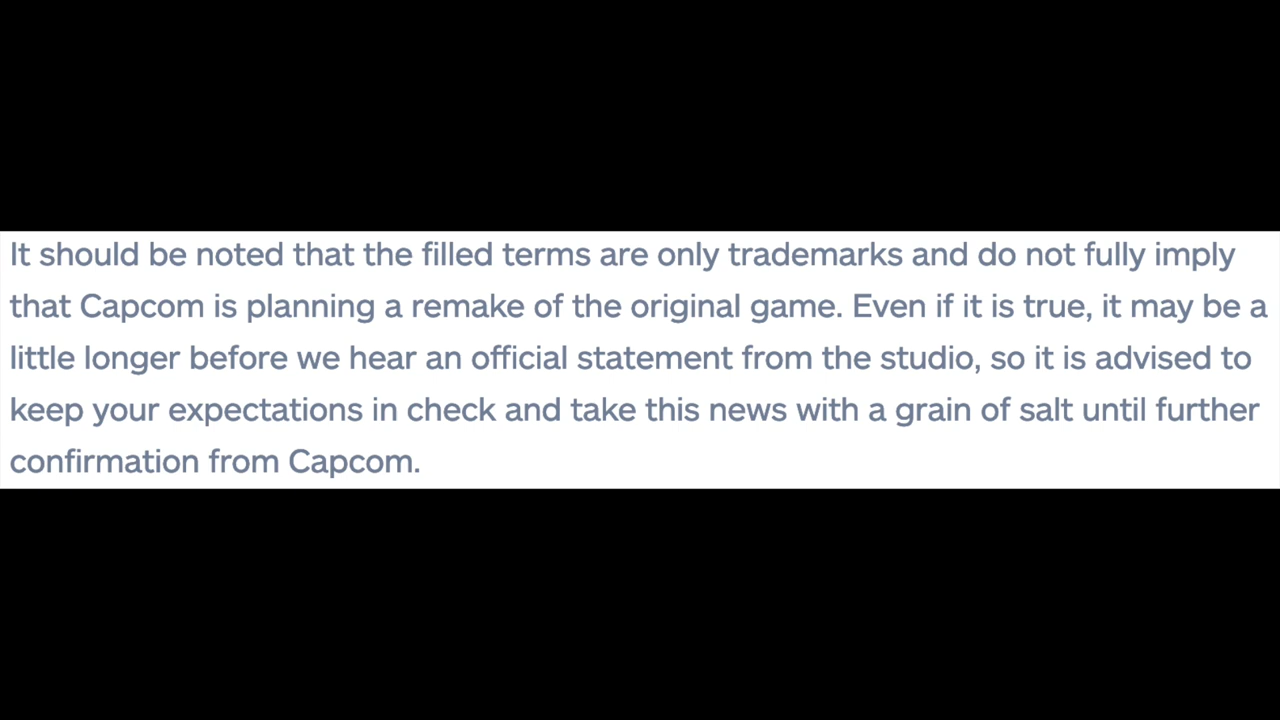 It should be noted that the filled terms are only trademarks and do not fully imply
that Capcom is planning a remake of the original game. Even if it is true, it may be a
little longer before we hear an official statement from the studio, so it is advised to
keep your expectations in check and take this news with a grain of salt until further
confirmation from Capcom.